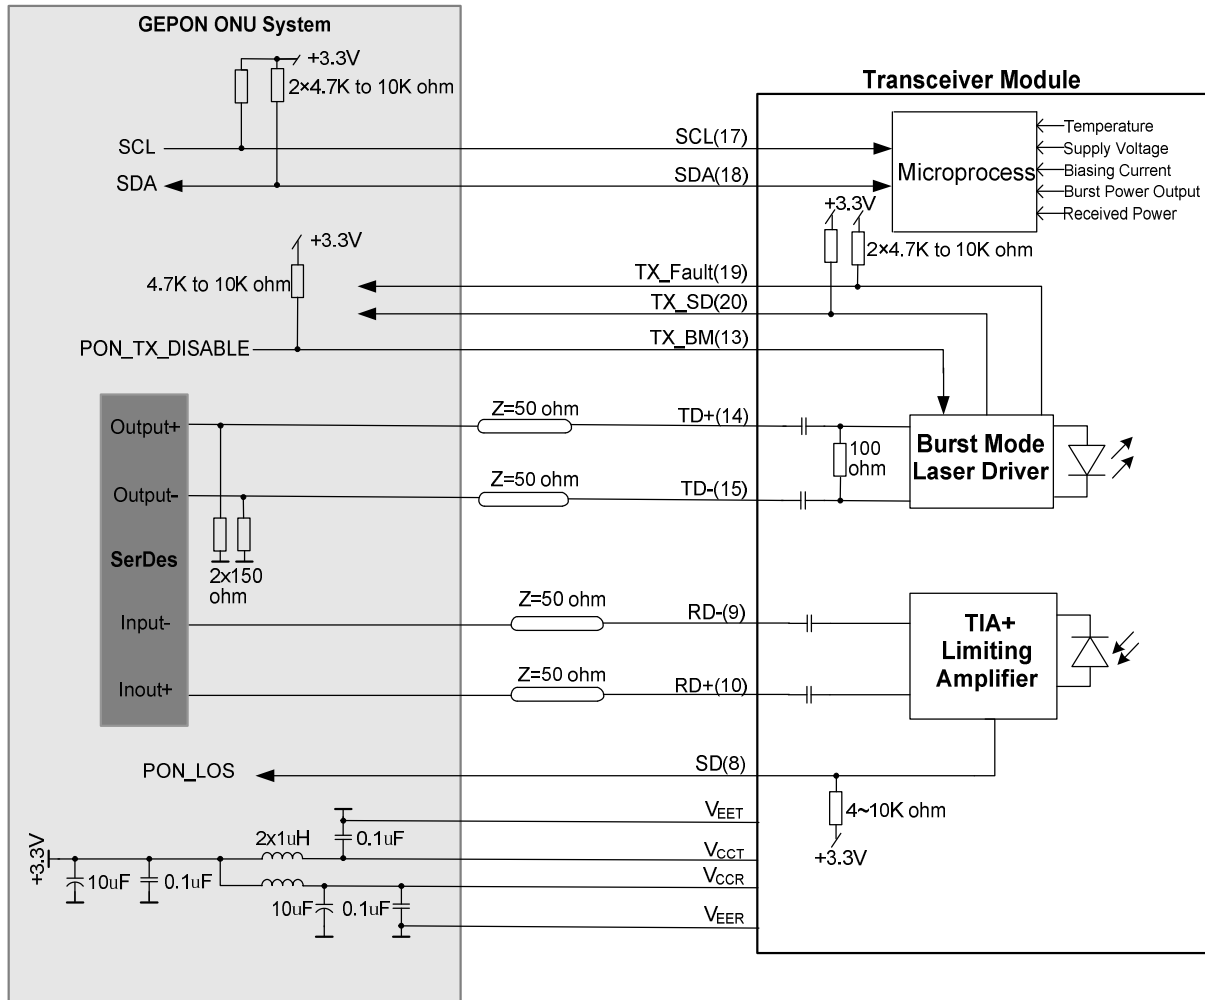 GEPON ONU System
+3.3V
2×4.7K to 10K ohm
Transceiver Module
SCL
SCL(17)
SDA
SDA(18)
Microprocess
Temperature
Supply Voltage
Biasing Current
Burst Power Output
Received Power
+3.3V
+3.3V
4.7K to 10K ohm
2×4.7K to 10K ohm
TX_Fault(19)
TX_SD(20)
PON_TX_DISABLE
TX_BM(13)
Output+
Z=50 ohm
TD+(14)
100
ohm
Burst Mode
Laser Driver
Output-
Z=50 ohm
TD-(15)
SerDes
2x150
ohm
Input-
Z=50 ohm
RD-(9)
TIA+
Limiting
Amplifier
Inout+
Z=50 ohm
RD+(10)
PON_LOS
SD(8)
4~10K ohm
+3.3V
VEET
2x1uH
0.1uF
VCCT
+3.3V
10uF
0.1uF
VCCR
10uF
0.1uF
VEER